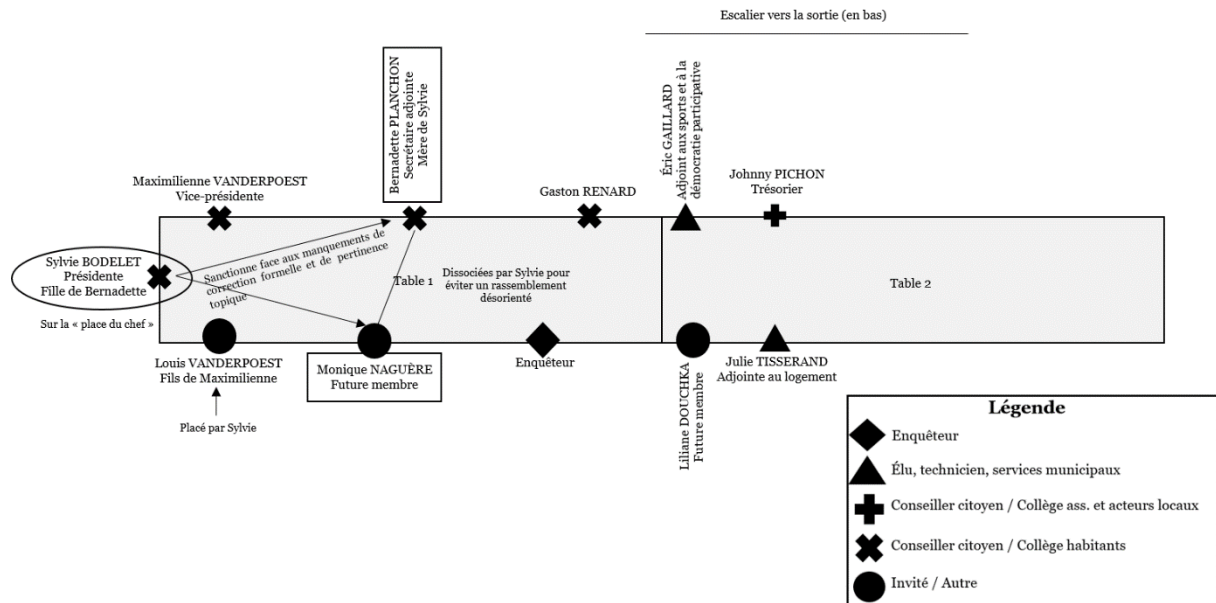 Escalier vers la sortie (en bas)
Bernadette PLANCHON
Secrétaire adjointe
Mère de Sylvie
Éric GAILLARD
Adjoint aux sports et à la
démocratie participative
Maximilienne VANDERPOEST
Vice-présidente
Gaston RENARD
Johnny PICHON
Trésorier
Sylvie BODELET
Présidente
Fille de Bernadette
Sur la « place du chef »
Sanctionne face aux manquements de
correction formelle et de pertinence
topique
Table 1
Dissociées par Sylvie pour
éviter un rassemblement
désorienté
Table 2
Louis VANDERPOEST
Fils de Maximilienne
Placé par Sylvie
Monique NAGUÈRE
Future membre
Enquêteur
Liliane DOUCHKA
Future membre
Julie TISSERAND
Adjointe au logement
Légende
Enquêteur
Élu, technicien, services municipaux
Conseiller citoyen / Collège ass. et acteurs locaux
Conseiller citoyen / Collège habitants
Invité / Autre